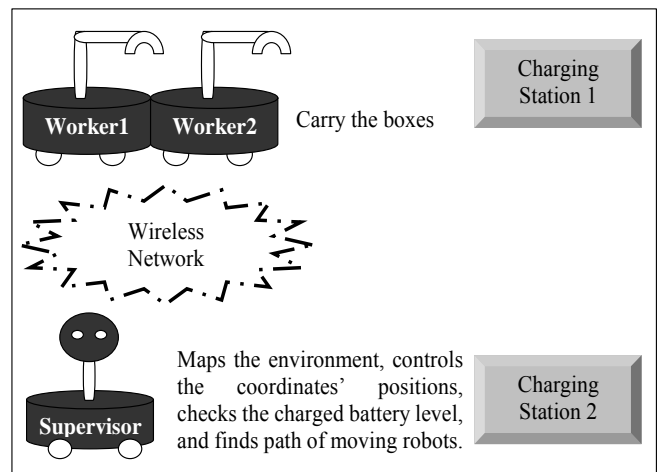 Worker1
Worker2
Carry the boxes
Charging
Station 1
Wireless
Network
Supervisor
Maps the environment, controls
the coordinates' positions,
checks the charged battery level,
and finds path of moving robots.
Charging
Station 2